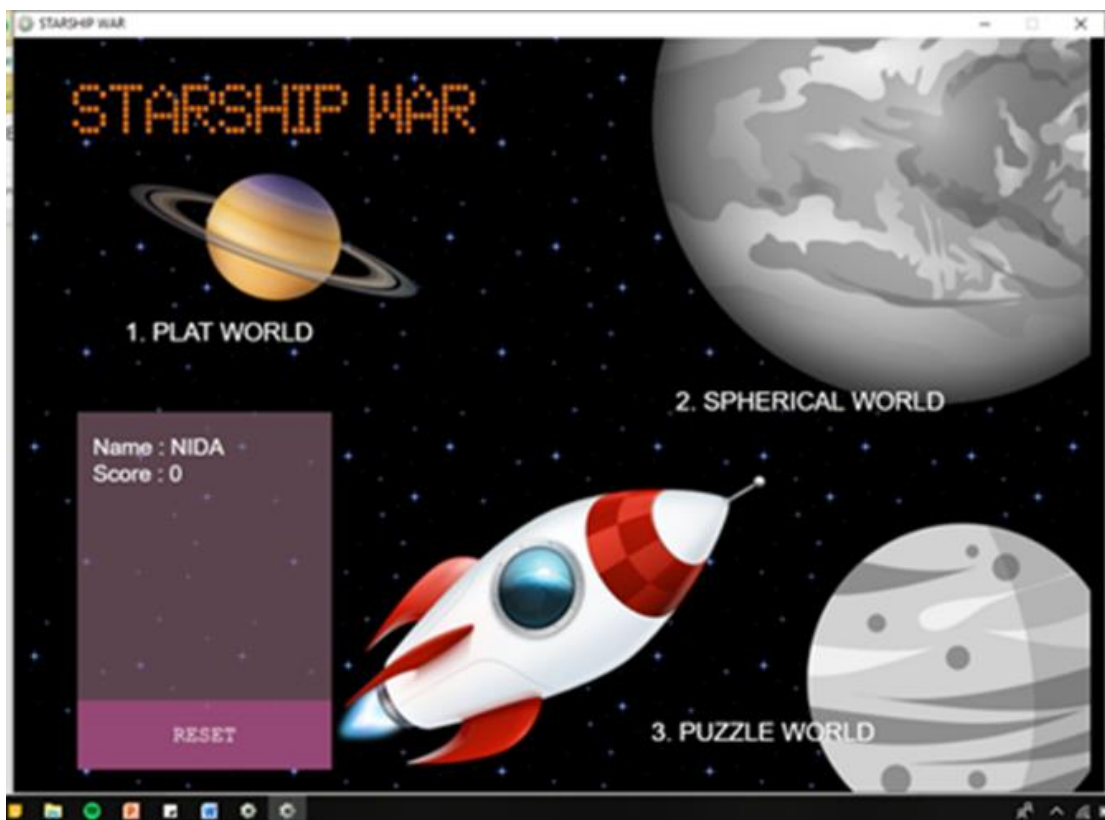 STARSHIP WAR
STARSHIP WAR
1. PLAT WORLD
2. SPHERICAL WORLD
Name : NIDA
Score : 0
RESET
3. PUZZLE WORLD